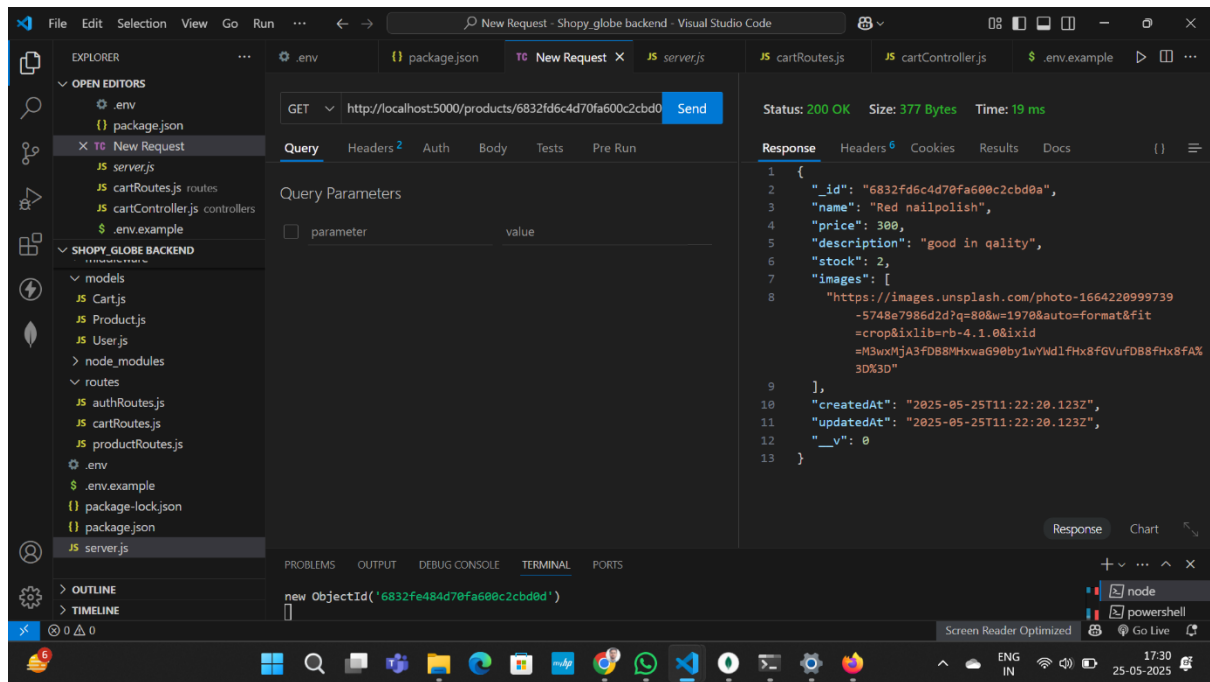 File Edit Selection View Go Run ··· New Request - Shopy_globe backend - Visual Studio Code
EXPLORER ···
OPEN EDITORS
.env
{} package.json
TC New Request
JS server.js
JS cartRoutes.js routes
JS cartController.js controllers
$ .env.example
SHOPY_GLOBE BACKEND
models
JS Cart.js
JS Product.js
JS User.js
node_modules
routes
JS authRoutes.js
JS cartRoutes.js
JS productRoutes.js
.env
$ .env.example
{} package-lock.json
{} package.json
JS server.js
OUTLINE
TIMELINE
.env {} package.json TC New Request JS server.js JS cartRoutes.js JS cartController.js $ .env.example ···
GET http://localhost:5000/products/6832fd6c4d70fa600c2cbd0 Send
Query Headers 2 Auth Body Tests Pre Run
Query Parameters
parameter value
Status: 200 OK Size: 377 Bytes Time: 19 ms
Response Headers 6 Cookies Results Docs {}
1 {
2 "_id": "6832fd6c4d70fa600c2cbd0a",
3 "name": "Red nailpolish",
4 "price": 300,
5 "description": "good in qality",
6 "stock": 2,
7 "images": [
8 "https://images.unsplash.com/photo-1664220999739
-5748e7986d2d?q=80&w=1970&auto=format&fit
=crop&ixlib=rb-4.1.0&ixid
=M3wxMjA3fDB8MHxwaG90by1wYWdlfHx8fGVufDB8fHx8fA%
3D%3D"
9 ],
10 "createdAt": "2025-05-25T11:22:20.123Z",
11 "updatedAt": "2025-05-25T11:22:20.123Z",
12 "__v": 0
13 }
Response Chart
PROBLEMS OUTPUT DEBUG CONSOLE TERMINAL PORTS
new ObjectId('6832fe484d70fa600c2cbd0d')
node
powershell
0 0 Screen Reader Optimized Go Live
6 myhp ENG
IN 17:30
25-05-2025